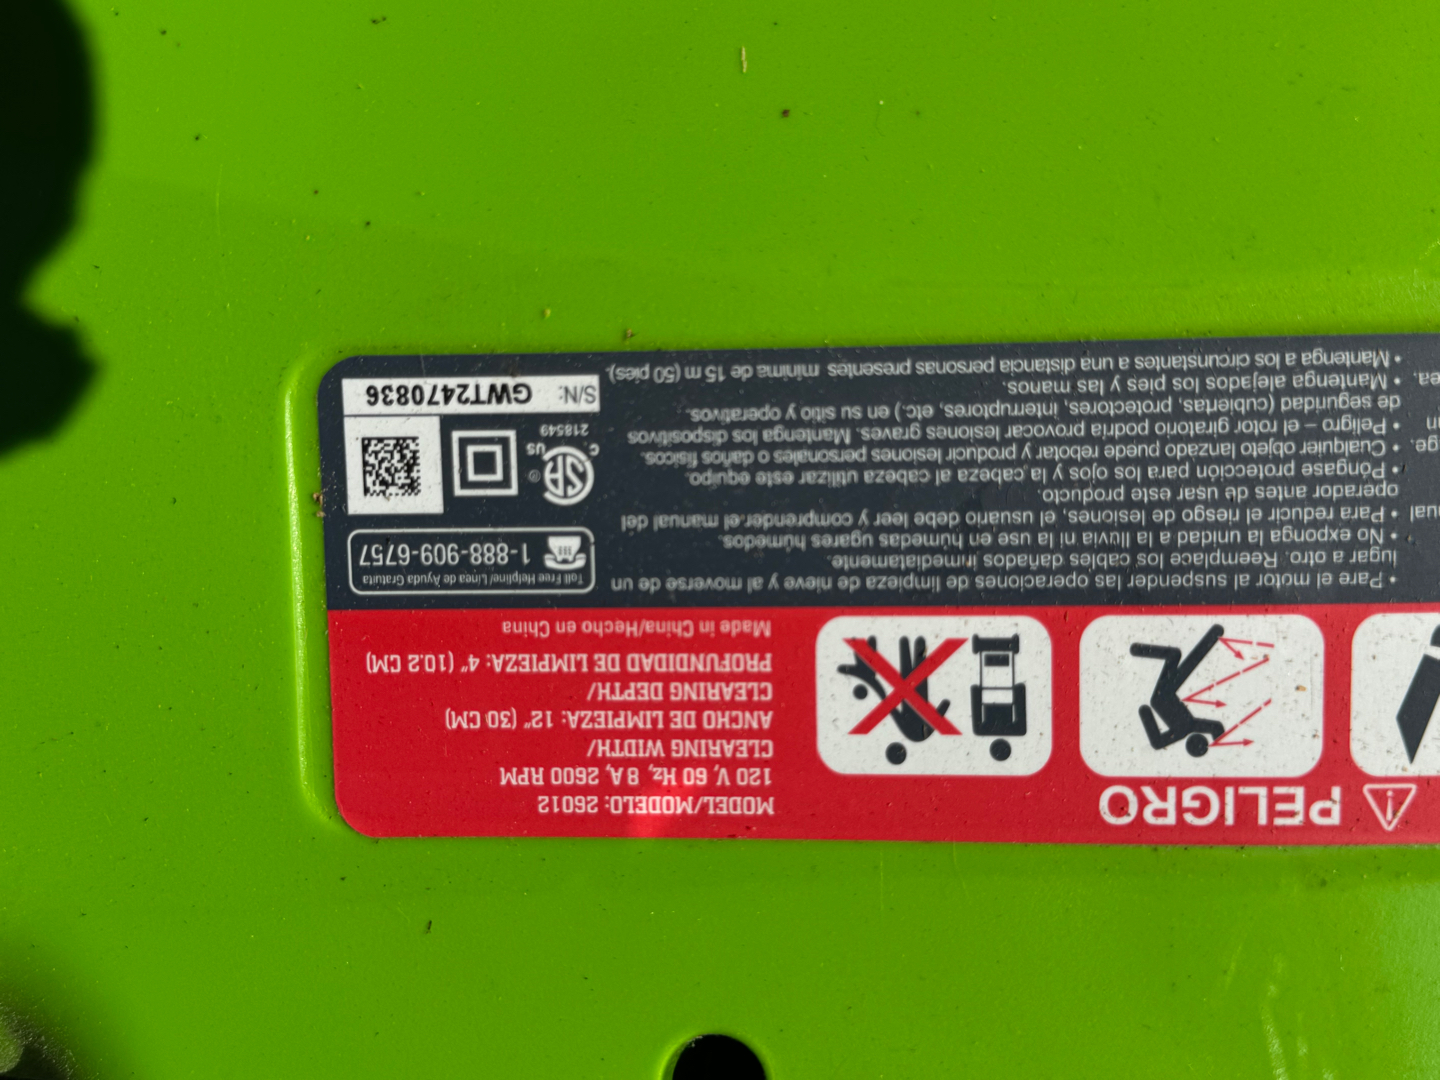 PELIGRO
MODEL/MODELO: 26012
120 V, 60 Hz, 8 A, 2600 RPM
CLEARING WIDTH/
ANCHO DE LIMPIEZA: 12" (30 CM)
CLEARING DEPTH/
PROFUNDIDAD DE LIMPIEZA: 4" (10.2 CM)
Made in China/Hecho en China
• Pare el motor al suspender las operaciones de limpieza de nieve y al moverse de un
lugar a otro. Reemplace los cables dañados inmediatamente.
• No exponga la unidad a la lluvia ni la use en húmedas ugares húmedos.
• Para reducir el riesgo de lesiones, el usuario debe leer y comprender el manual del
operador antes de usar este producto.
• Póngase protección para los ojos y la cabeza al cabeza utilizar este equipo.
• Cualquier objeto lanzado puede rebotar y producir lesiones personales o daños físicos.
• Peligro – el rotor giratorio podría provocar lesiones graves. Mantenga los dispositivos
de seguridad (cubiertas, protectores, interruptores, etc.) en su sitio y operativos.
• Mantenga alejados los pies y las manos.
• Mantenga a los circunstantes a una distancia personas presentes mínima de 15 m (50 pies).
Toll Free Helpline/ Línea de Ayuda Gratuita
1-888-909-6757
C SA US ®
218549
S/N: GWT2470836